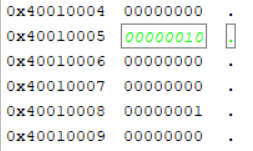 0x40010004 00000000 .
0x40010005 00000010 .
0x40010006 00000000 .
0x40010007 00000000 .
0x40010008 00000001 .
0x40010009 00000000 .